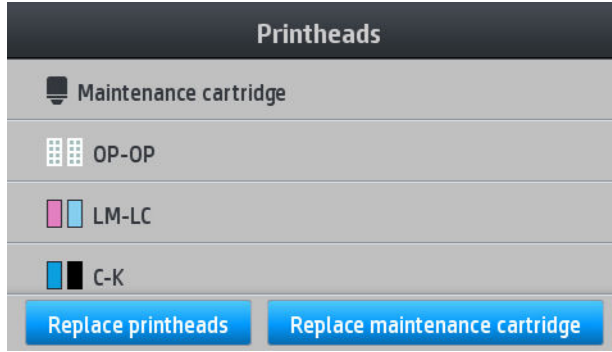 Printheads
Maintenance cartridge
OP-OP
LM-LC
C-K
Replace printheads
Replace maintenance cartridge